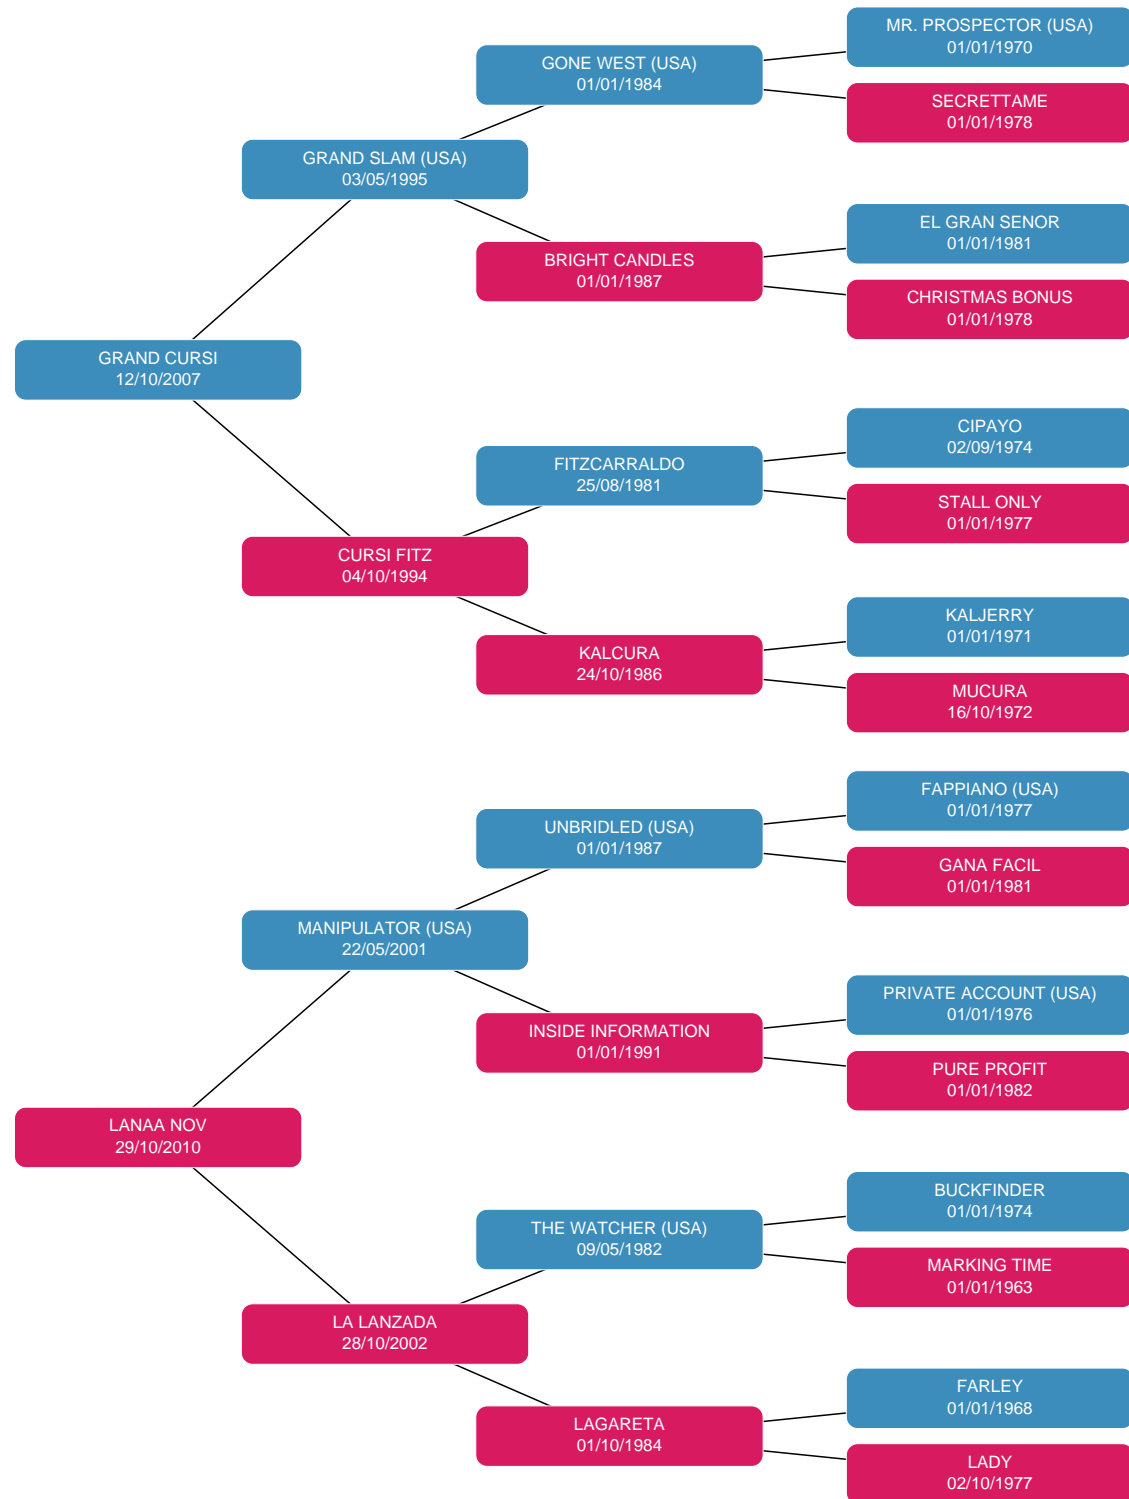 MR. PROSPECTOR (USA)
01/01/1970
GONE WEST (USA)
01/01/1984
SECRETTAME
01/01/1978
GRAND SLAM (USA)
03/05/1995
EL GRAN SENOR
01/01/1981
BRIGHT CANDLES
01/01/1987
CHRISTMAS BONUS
01/01/1978
GRAND CURSI
12/10/2007
CIPAYO
02/09/1974
FITZCARRALDO
25/08/1981
STALL ONLY
01/01/1977
CURSI FITZ
04/10/1994
KALJERRY
01/01/1971
KALCURA
24/10/1986
MUCURA
16/10/1972
FAPPIANO (USA)
01/01/1977
UNBRIDLED (USA)
01/01/1987
GANA FACIL
01/01/1981
MANIPULATOR (USA)
22/05/2001
PRIVATE ACCOUNT (USA)
01/01/1976
INSIDE INFORMATION
01/01/1991
PURE PROFIT
01/01/1982
LANAA NOV
29/10/2010
BUCKFINDER
01/01/1974
THE WATCHER (USA)
09/05/1982
MARKING TIME
01/01/1963
LA LANZADA
28/10/2002
FARLEY
01/01/1968
LAGARETA
01/10/1984
LADY
02/10/1977